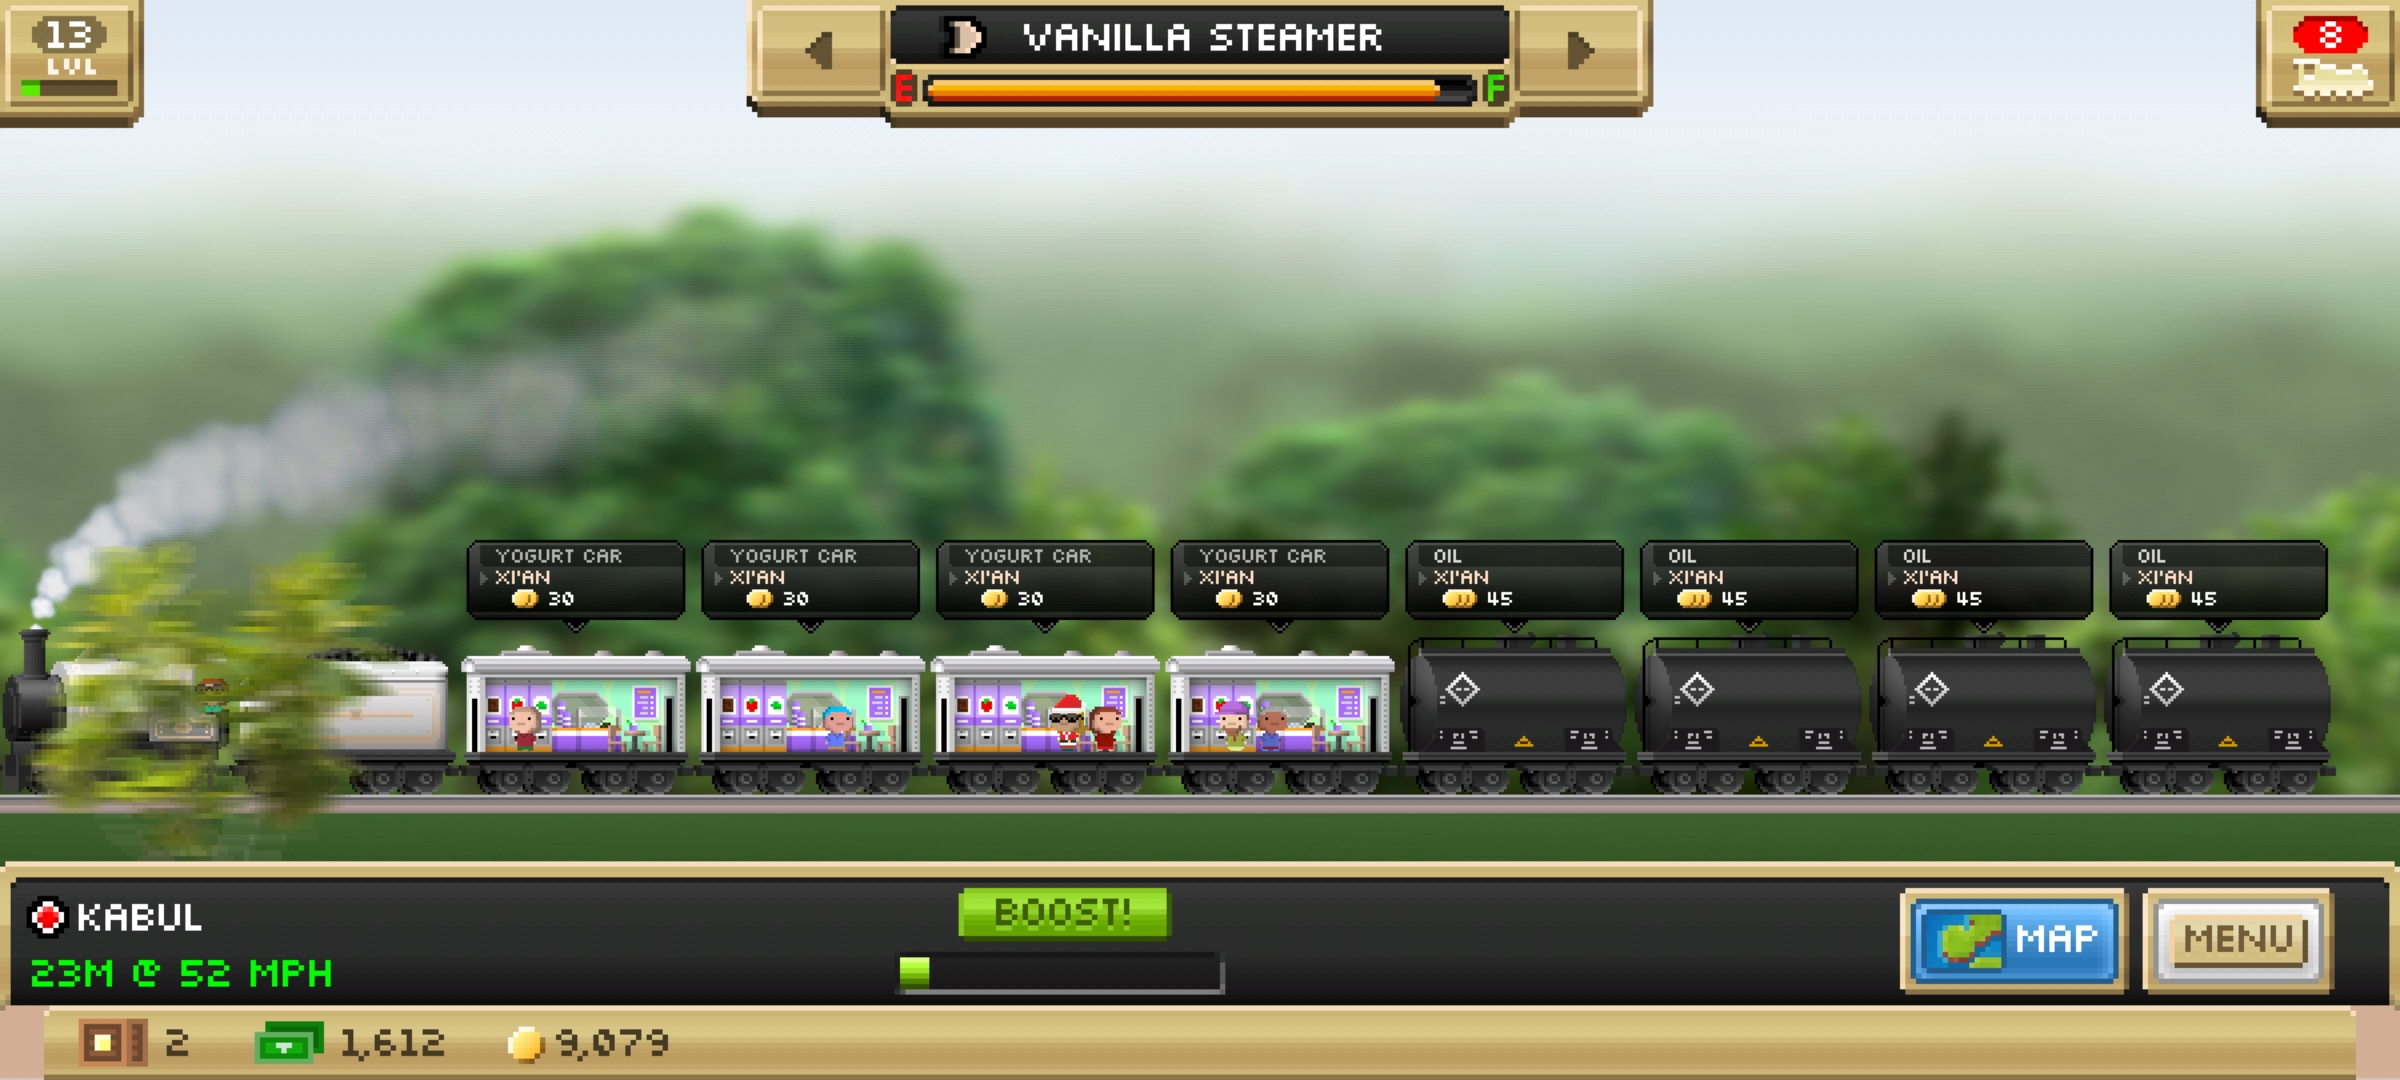 13
LVL
VANILLA STEAMER
E F
8
YOGURT CAR
XI'AN
30
YOGURT CAR
XI'AN
30
YOGURT CAR
XI'AN
30
YOGURT CAR
XI'AN
30
OIL
XI'AN
45
OIL
XI'AN
45
OIL
XI'AN
45
OIL
XI'AN
45
KABUL
23M @ 52 MPH
BOOST!
MAP
MENU
2
1,612
9,079